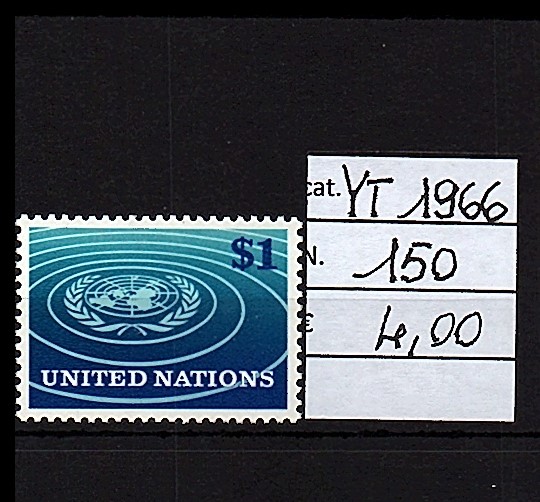 $1
UNITED NATIONS
cat. YT 1966
N. 150
€ 4,00